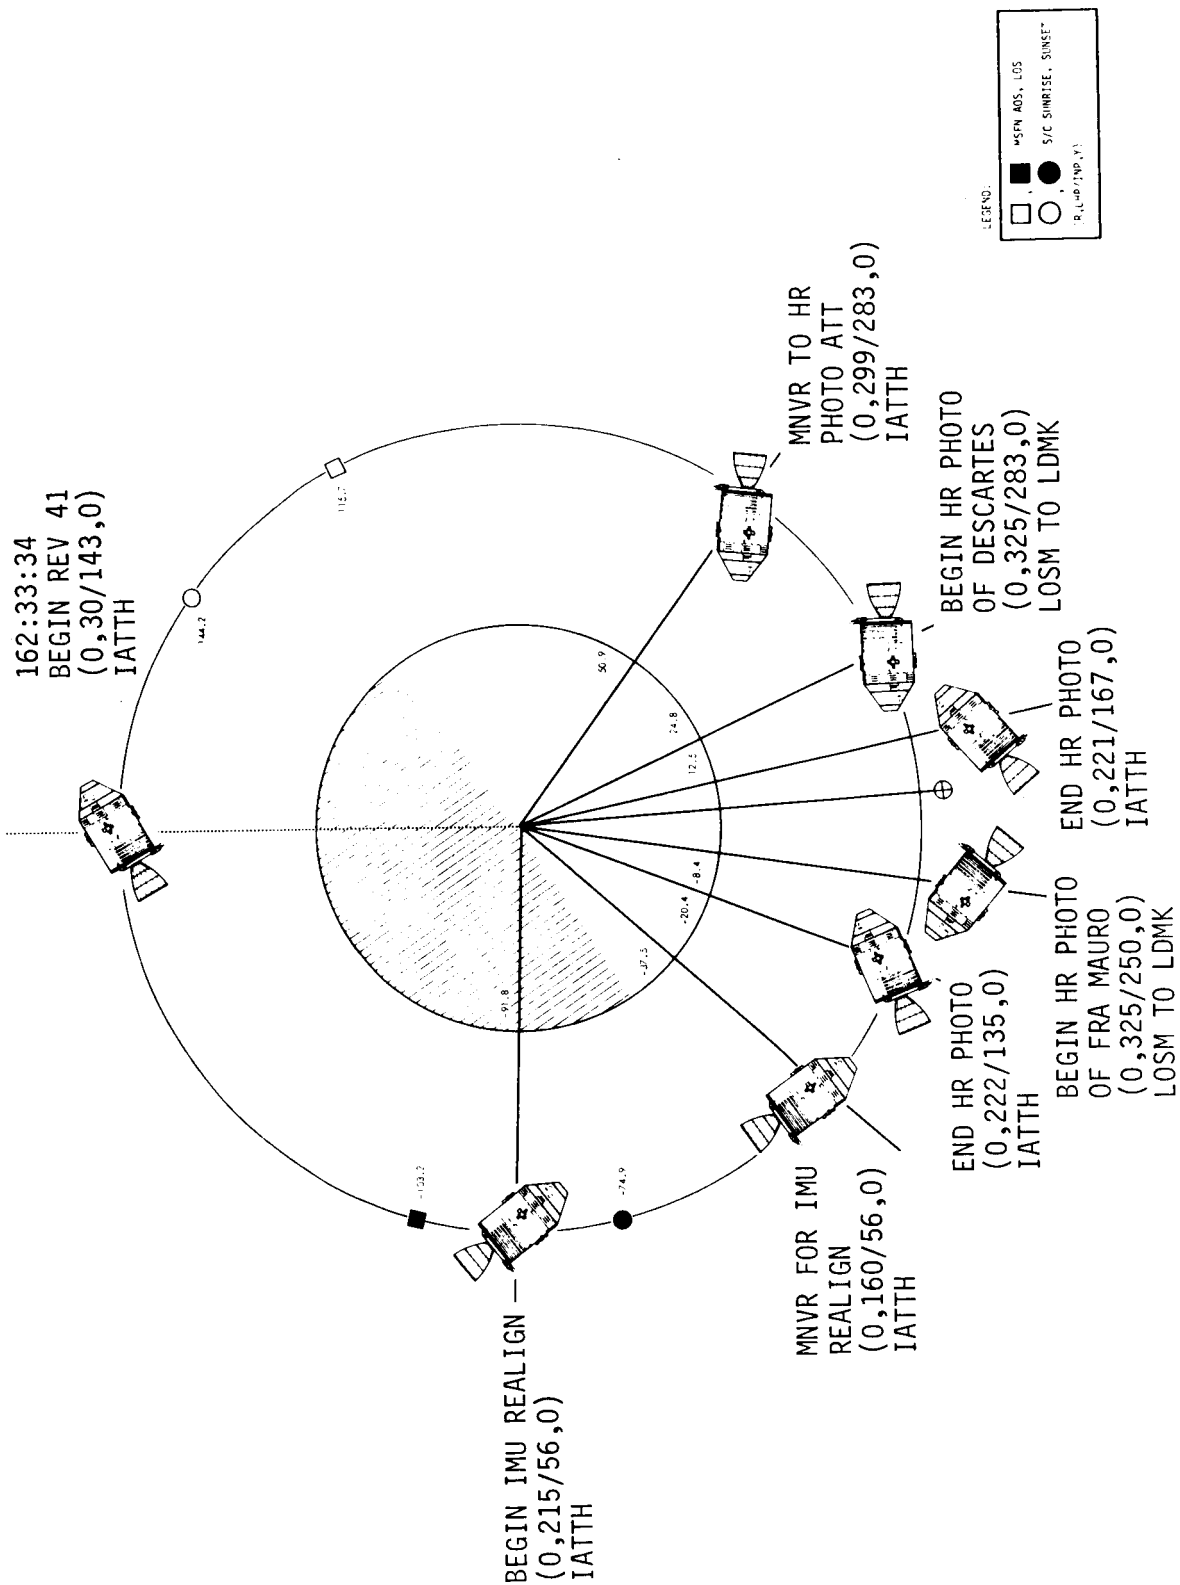 162:33:34
BEGIN REV 41
(0,30/143,0)
IATTH
144.2
LEGEND:
MSFN AOS, LOS
S/C SUNRISE, SUNSET
MNVR TO HR
PHOTO ATT
(0,299/283,0)
IATTH
50.9
BEGIN HR PHOTO
OF DESCARTES
(0,325/283,0)
LOSM TO LDMK
24.8
END HR PHOTO
(0,221/167,0)
IATTH
BEGIN HR PHOTO
OF FRA MAURO
(0,325/250,0)
LOSM TO LDMK
-8.4
END HR PHOTO
(0,222/135,0)
IATTH
-20.4
MNVR FOR IMU
REALIGN
(0,160/56,0)
IATTH
-74.9
BEGIN IMU REALIGN
(0,215/56,0)
IATTH
-91.8